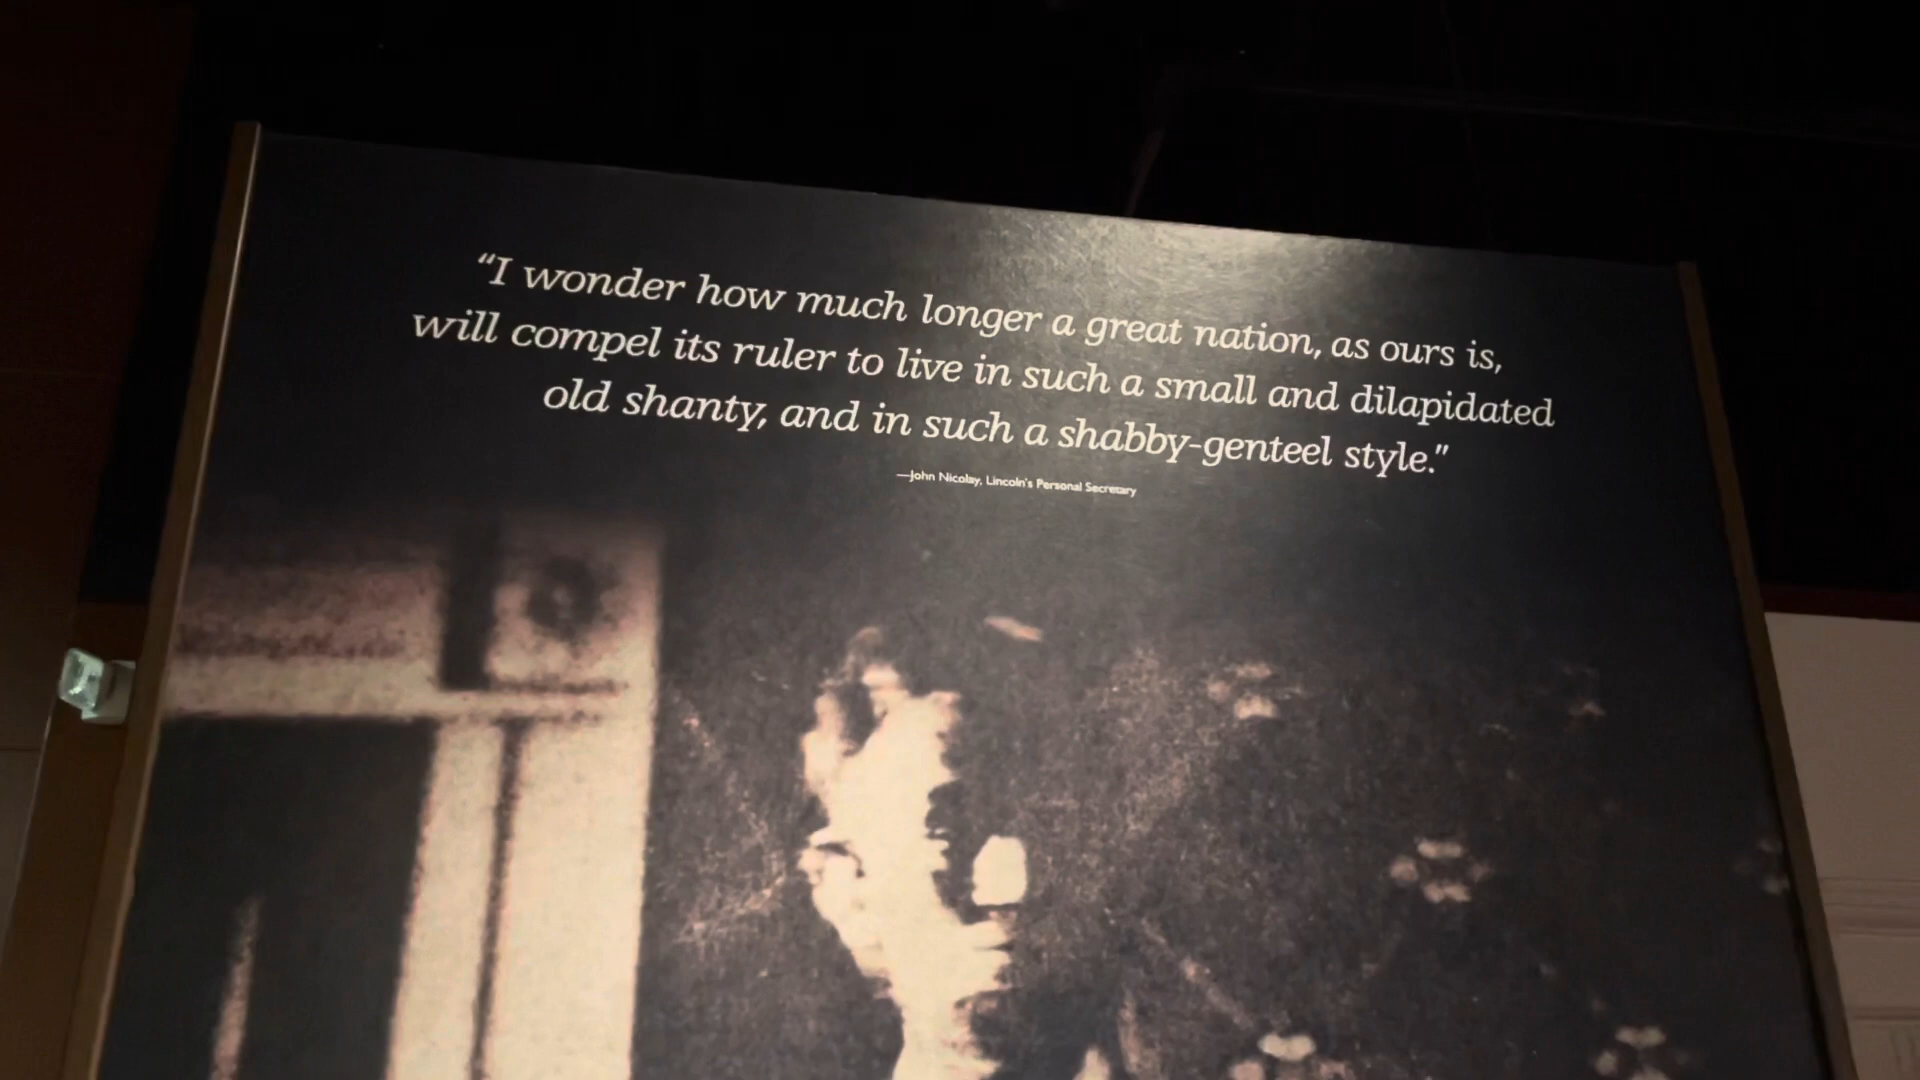 “I wonder how much longer a great nation, as ours is,
will compel its ruler to live in such a small and dilapidated
old shanty, and in such a shabby-genteel style.”
—John Nicolay, Lincoln's Personal Secretary